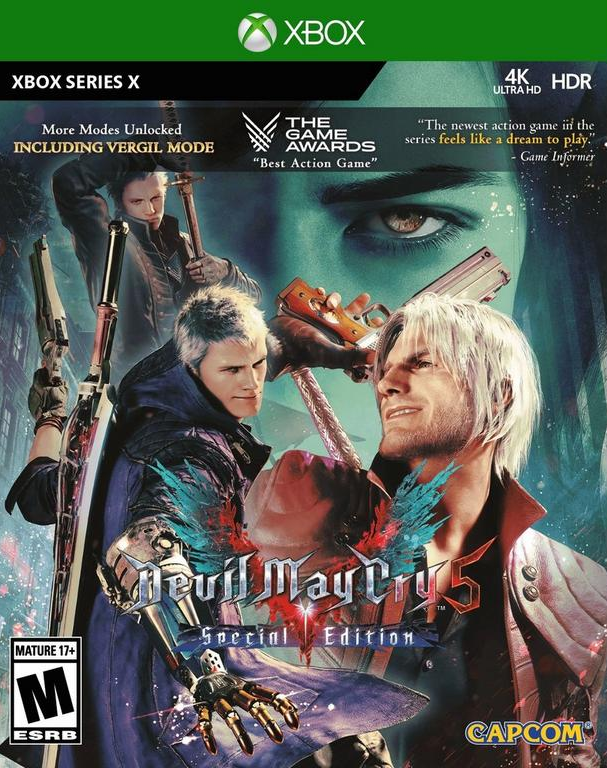 XBOX
XBOX SERIES X
4K
ULTRA HD
HDR
More Modes Unlocked
INCLUDING VERGIL MODE
THE
GAME
AWARDS
"Best Action Game"
"The newest action game in the
series feels like a dream to play."
- Game Informer
Devil May Cry 5
TM
Special Edition
MATURE 17+
M
ESRB
CAPCOM®